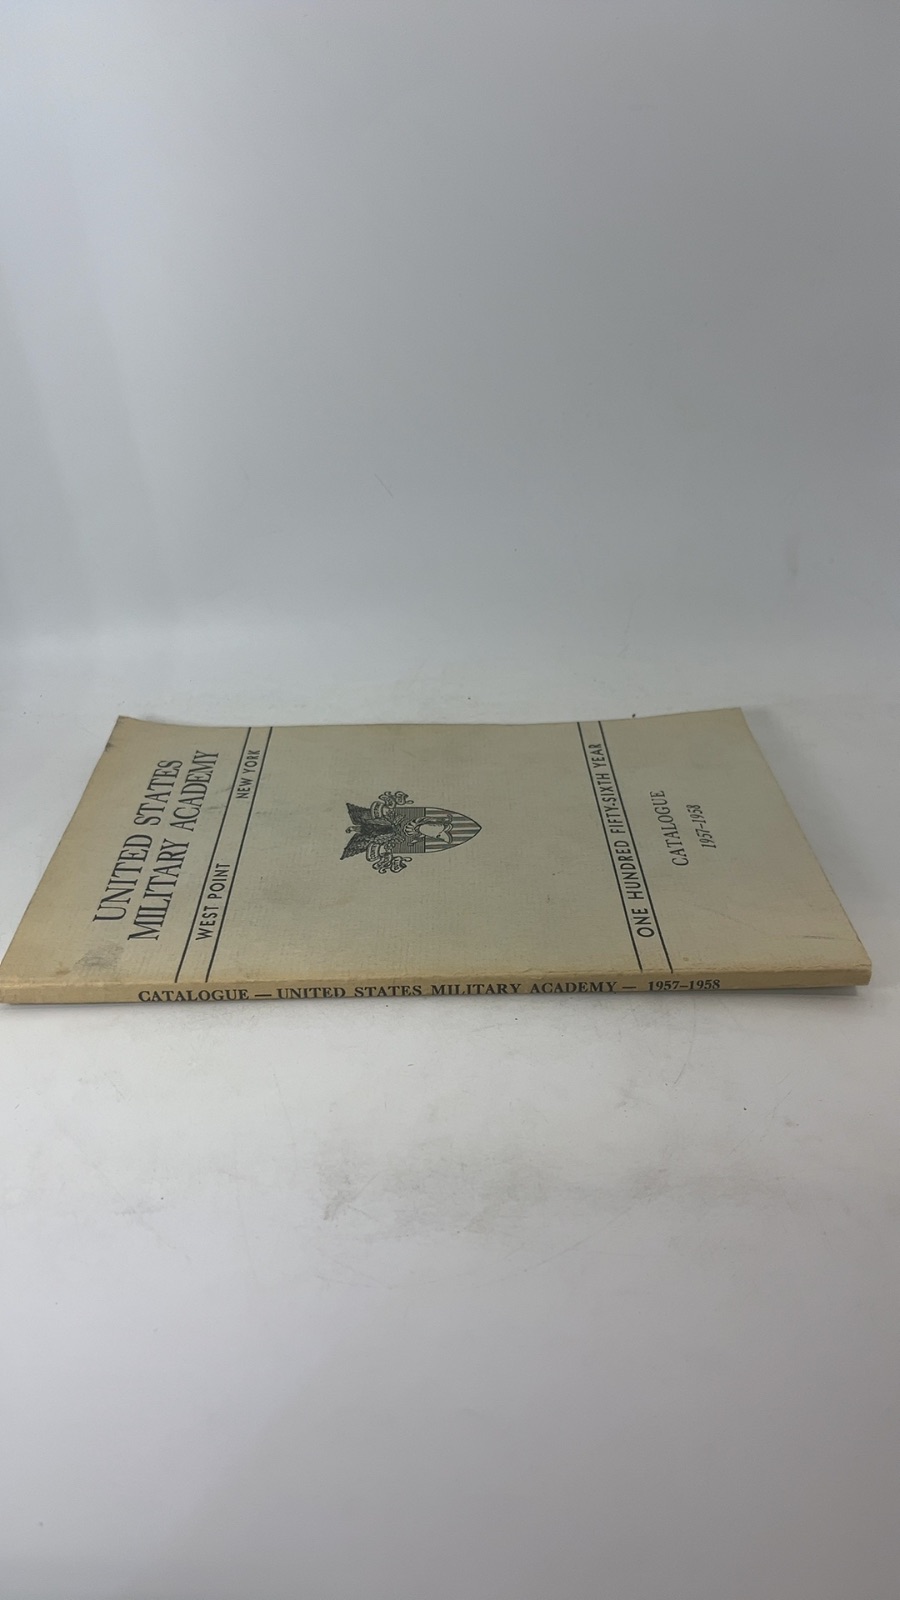 UNITED STATES
MILITARY ACADEMY
WEST POINT NEW YORK
ONE HUNDRED FIFTY-SIXTH YEAR
CATALOGUE
1957-1958
CATALOGUE — UNITED STATES MILITARY ACADEMY — 1957-1958